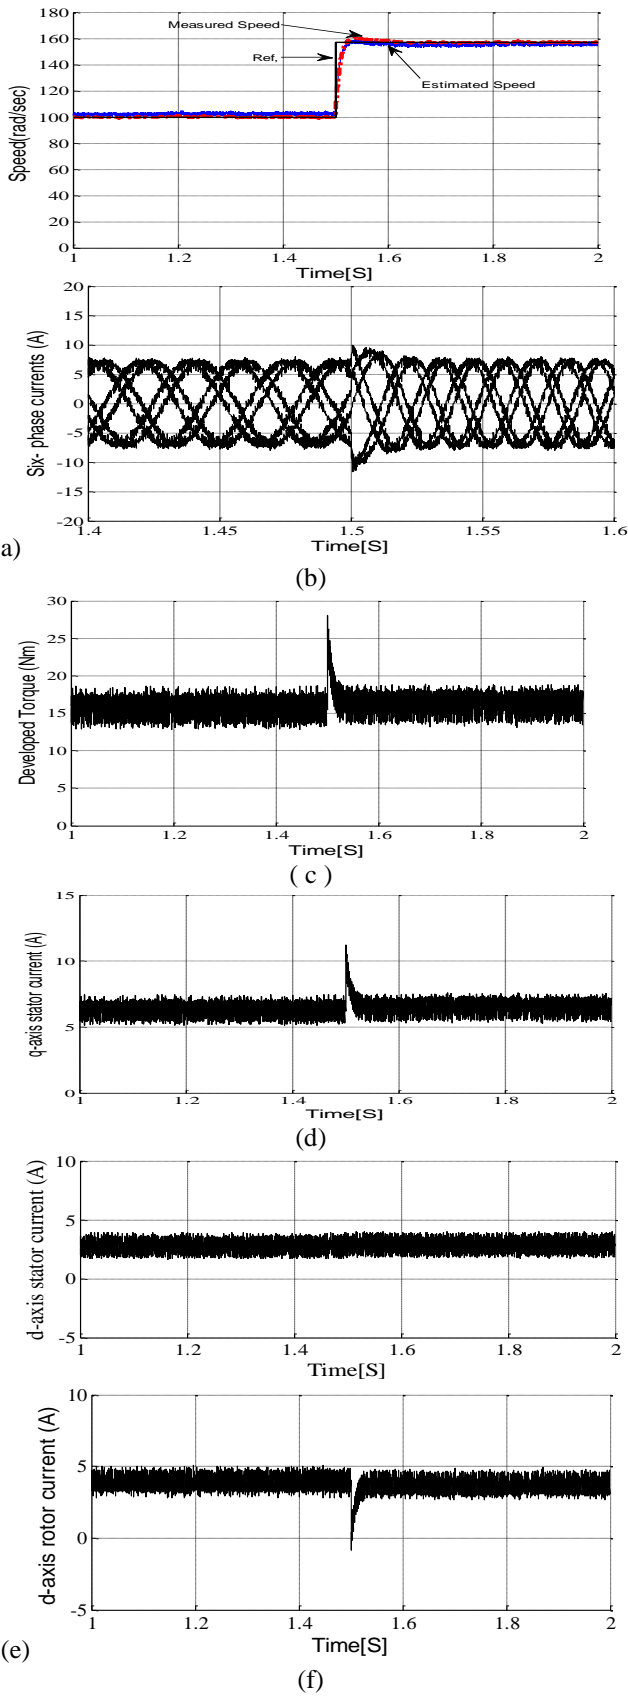 160
140
120
100
80
60
40
20
0
Speed(rad/sec)
Measured Speed
Ref,
Estimated Speed
1 1.2 1.4 1.6 1.8 2
Time[S]
20
15
10
5
0
-5
-10
-15
-20
Six- phase currents (A)
1.4 1.45 1.5 1.55 1.6
Time[S]
a)
(b)
30
25
20
15
10
5
0
Developed Torque (Nm)
1 1.2 1.4 1.6 1.8 2
Time[S]
( c )
15
10
5
0
q-axis stator current (A)
1 1.2 1.4 1.6 1.8 2
Time[S]
(d)
10
5
0
-5
d-axis stator current (A)
1 1.2 1.4 1.6 1.8 2
Time[S]
10
5
0
-5
d-axis rotor current (A)
1 1.2 1.4 1.6 1.8 2
Time[S]
(e)
(f)